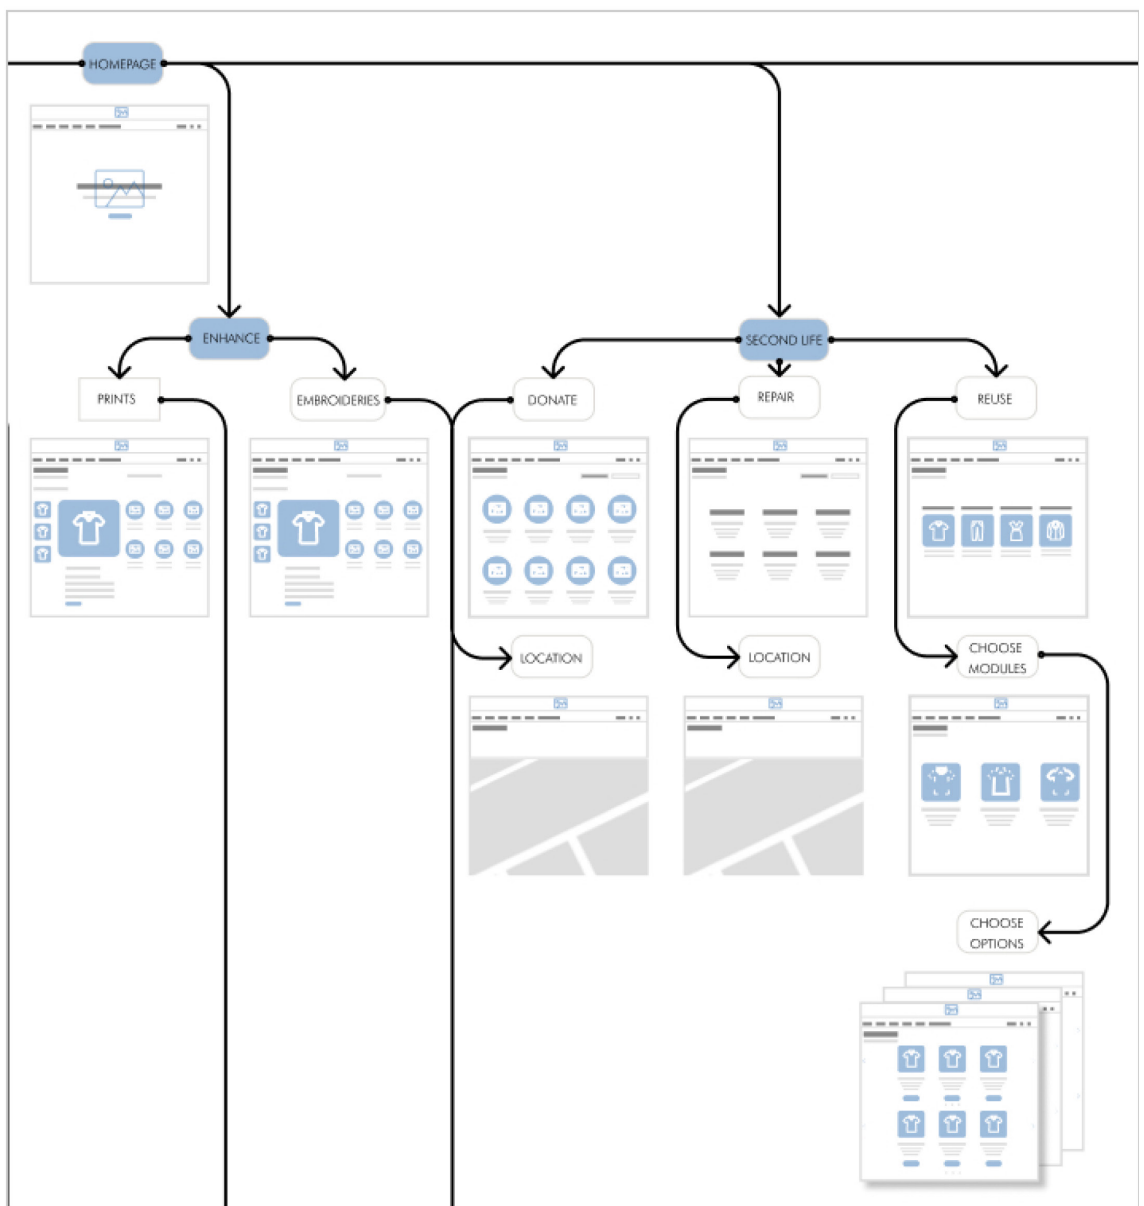 HOMEPAGE
ENHANCE
SECOND LIFE
PRINTS
EMBROIDERIES
DONATE
REPAIR
REUSE
LOCATION
LOCATION
CHOOSE
MODULES
CHOOSE
OPTIONS